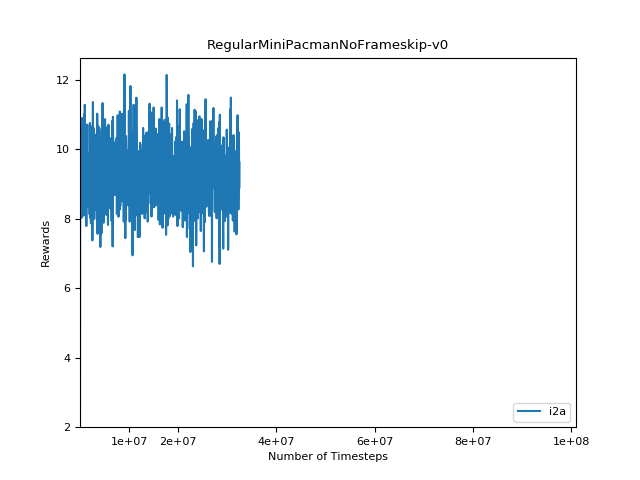 RegularMiniPacmanNoFrameskip-v0
12
10
8
6
4
2
Rewards
i2a
1e+07 2e+07 4e+07 6e+07 8e+07 1e+08
Number of Timesteps